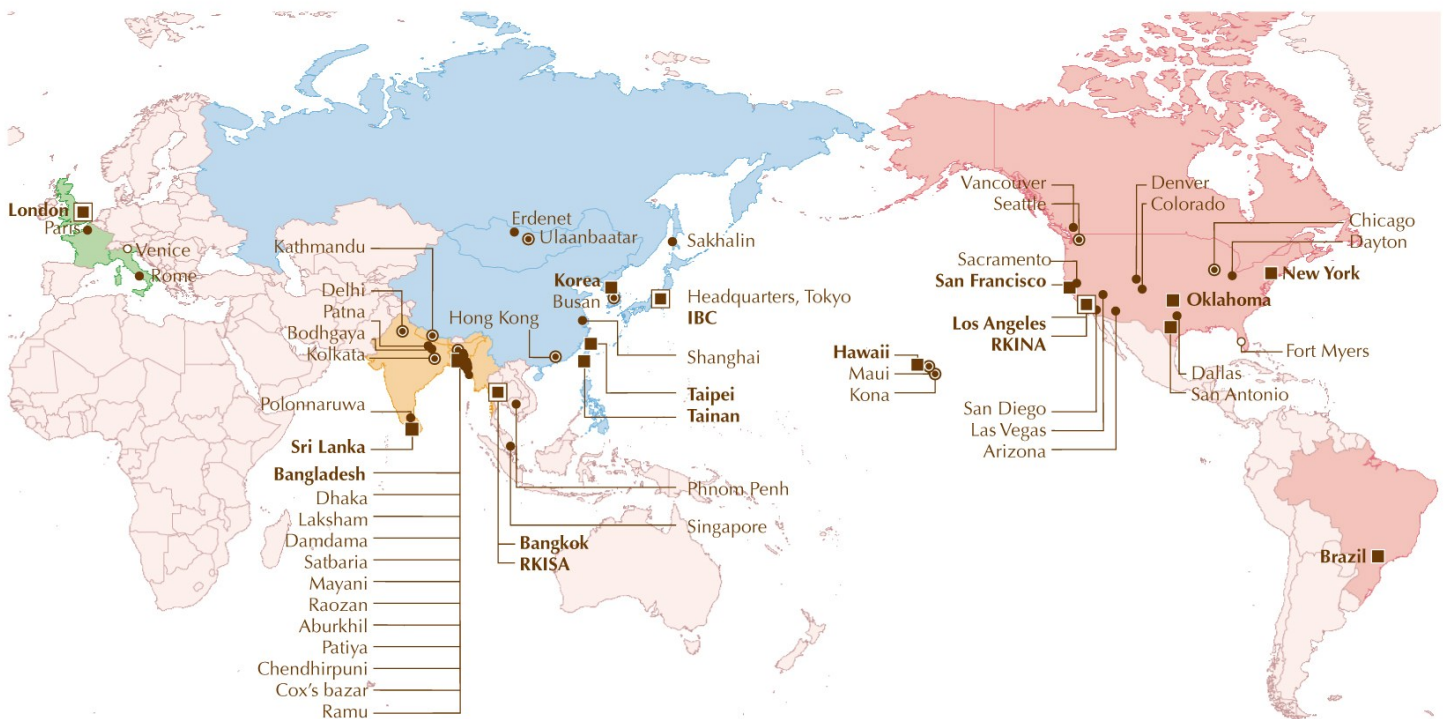 London
Paris
Venice
Rome
Kathmandu
Delhi
Patna
Bodhgaya
Kolkata
Polonnaruwa
Sri Lanka
Bangladesh
Dhaka
Laksham
Damdama
Satbaria
Mayani
Raozan
Aburkhil
Patiya
Chendhirpuni
Cox's bazar
Ramu
Erdenet
Ulaanbaatar
Sakhalin
Korea
Busan
Headquarters, Tokyo
IBC
Hong Kong
Shanghai
Taipei
Tainan
Phnom Penh
Singapore
Bangkok
RKISA
Vancouver
Seattle
Denver
Colorado
Chicago
Dayton
Sacramento
San Francisco
New York
Oklahoma
Los Angeles
RKINA
Hawaii
Maui
Kona
Fort Myers
Dallas
San Antonio
San Diego
Las Vegas
Arizona
Brazil